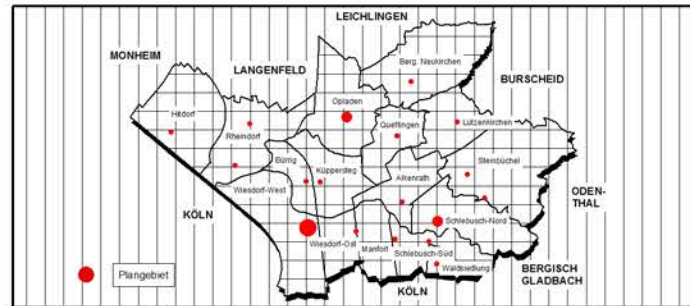 LEICHLINGEN
MONHEIM
LANGENFELD
Berg. Neukirchen
BURSCHEID
Opladen
Hitdorf
Rheindorf
Quettingen
Lützenkirchen
Bürrig
Küppersteg
Steinbüchel
Alkenrath
Wiesdorf-West
ODEN-
THAL
KÖLN
Schlebusch-Nord
Wiesdorf-Ost
Manfort
Schlebusch-Süd
Waldsiedlung
BERGISCH
GLADBACH
Plangebiet
KÖLN